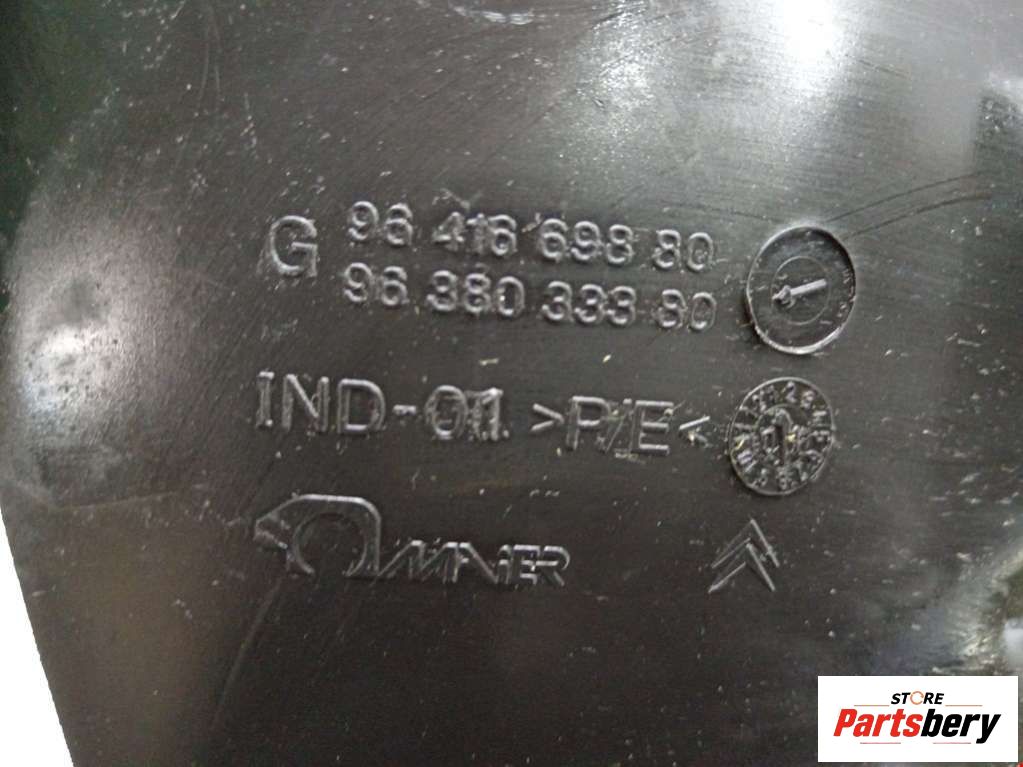 G 96 416 698 80
96 380 333 80
IND-01 >P/E<
MAIER
STORE
Partsbery